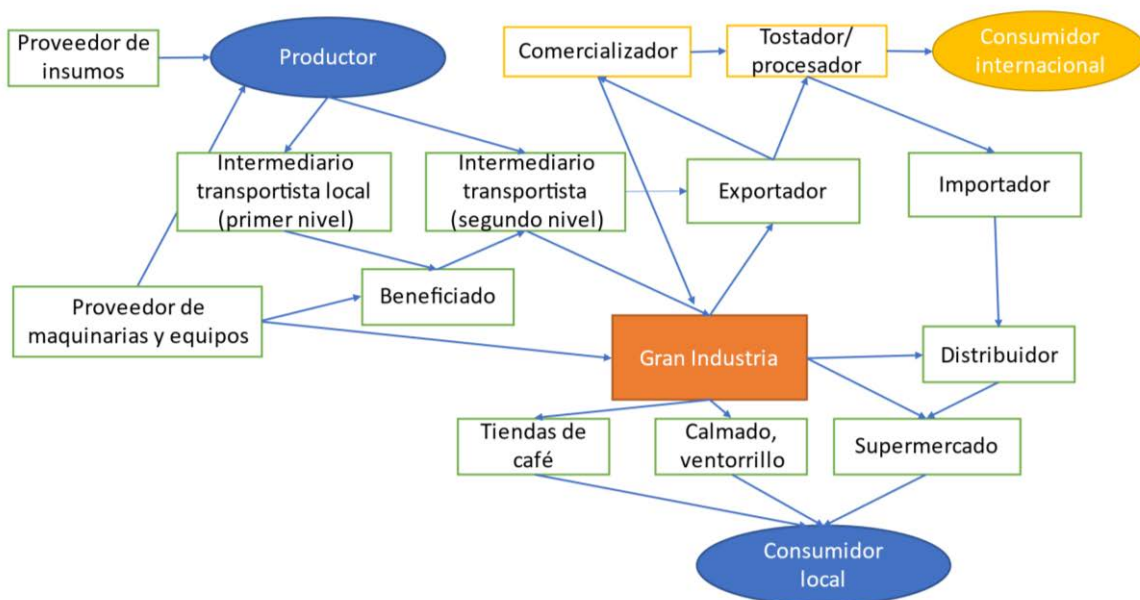 Proveedor de
insumos
Productor
Comercializador
Tostador/
procesador
Consumidor
internacional
Intermediario
transportista local
(primer nivel)
Intermediario
transportista
(segundo nivel)
Exportador
Importador
Proveedor de
maquinarias y equipos
Beneficiado
Gran Industria
Distribuidor
Tiendas de
café
Calmado,
ventorrillo
Supermercado
Consumidor
local